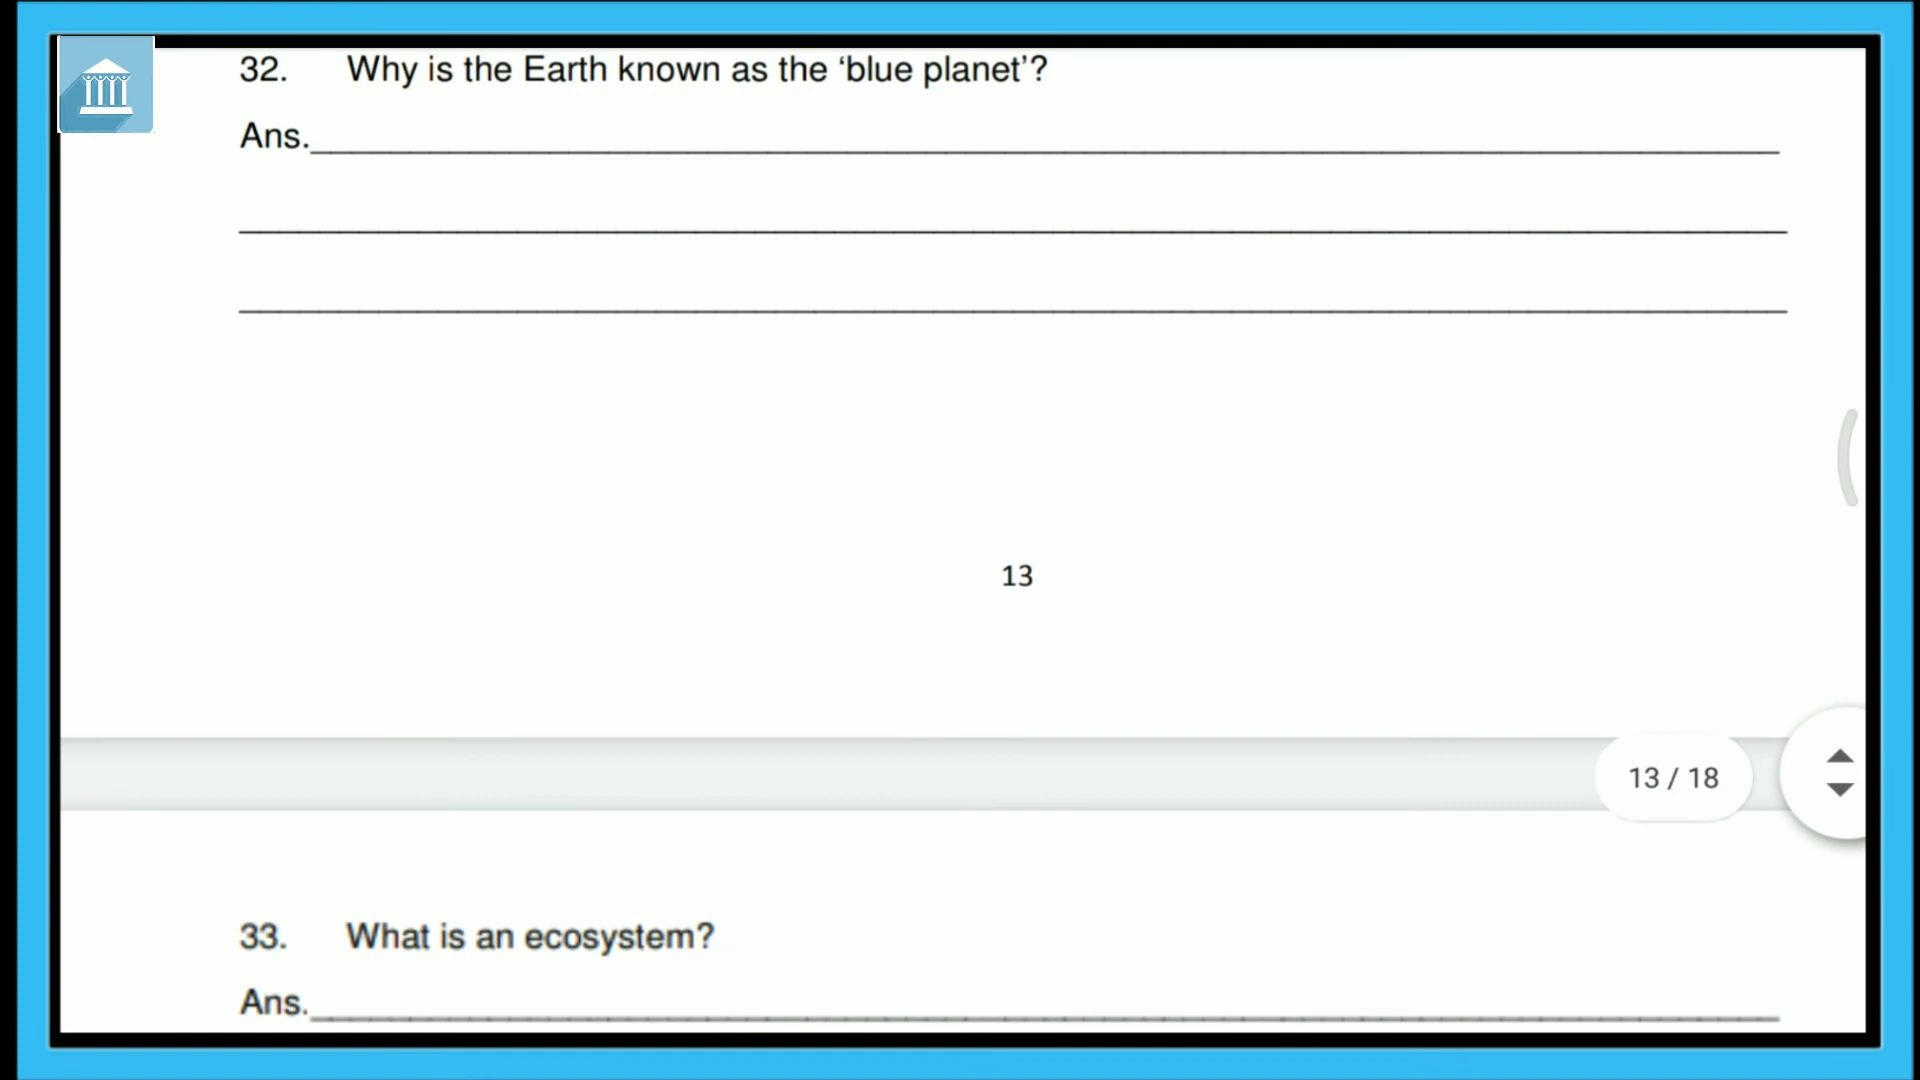 32. Why is the Earth known as the ‘blue planet’?
Ans.
13
13 / 18
33. What is an ecosystem?
Ans.